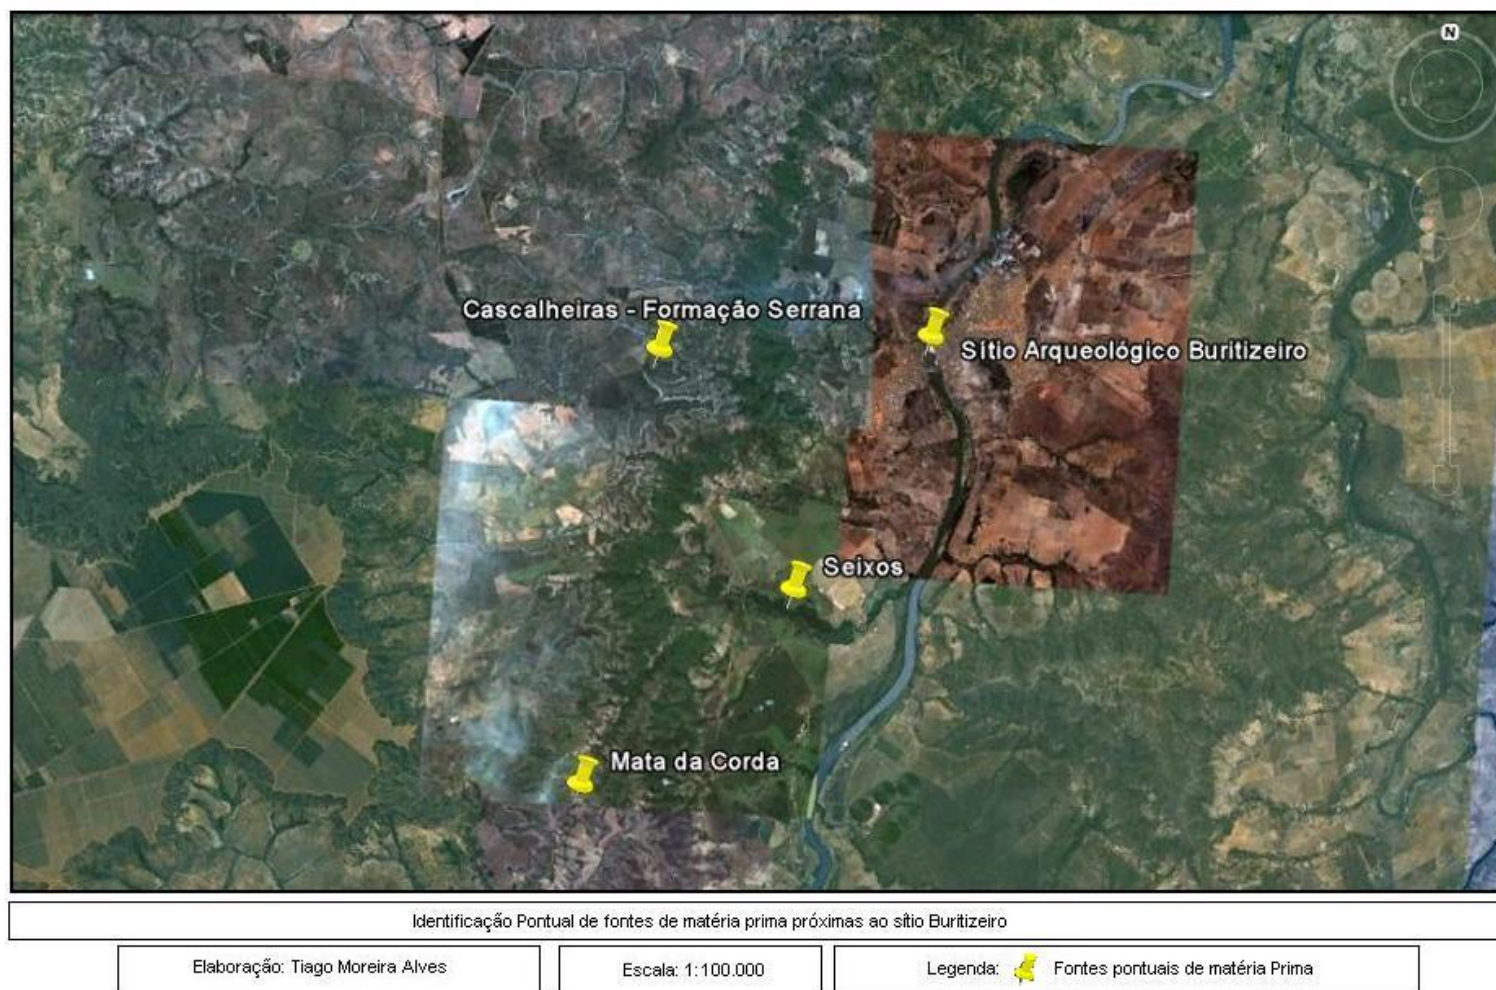 N
Cascalheiras - Formação Serrana
Sítio Arqueológico Buritizeiro
Seixos
Mata da Corda
Identificação Pontual de fontes de matéria prima próximas ao sítio Buritizeiro
Elaboração: Tiago Moreira Alves
Escala: 1:100.000
Legenda: Fontes pontuais de matéria Prima